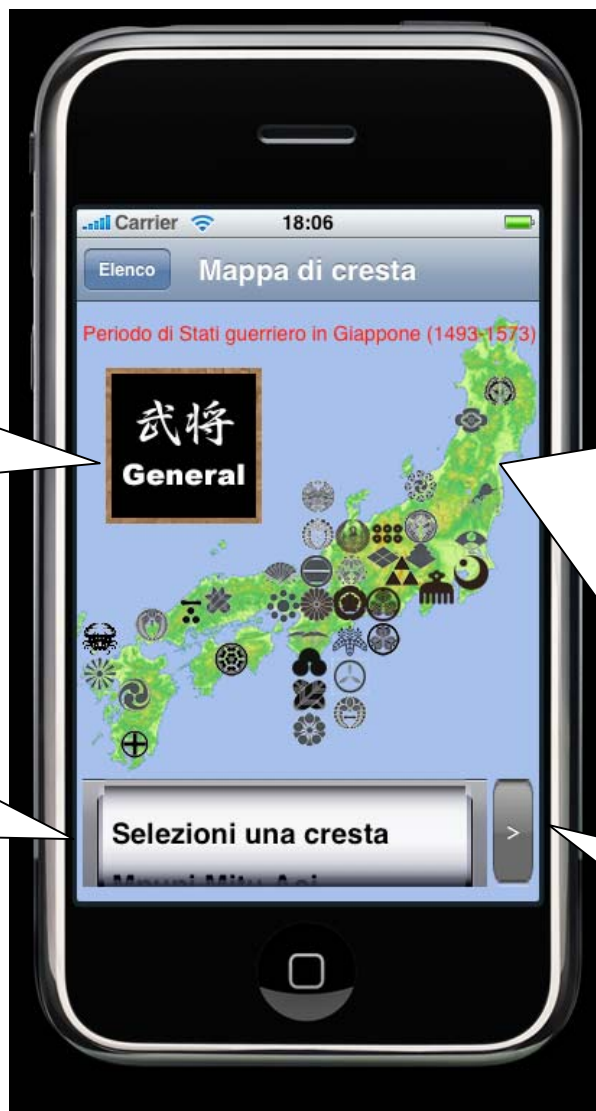 Carrier 18:06
Elenco Mappa di cresta
Periodo di Stati guerriero in Giappone (1493-1573)
武将
General
Selezioni una cresta
>